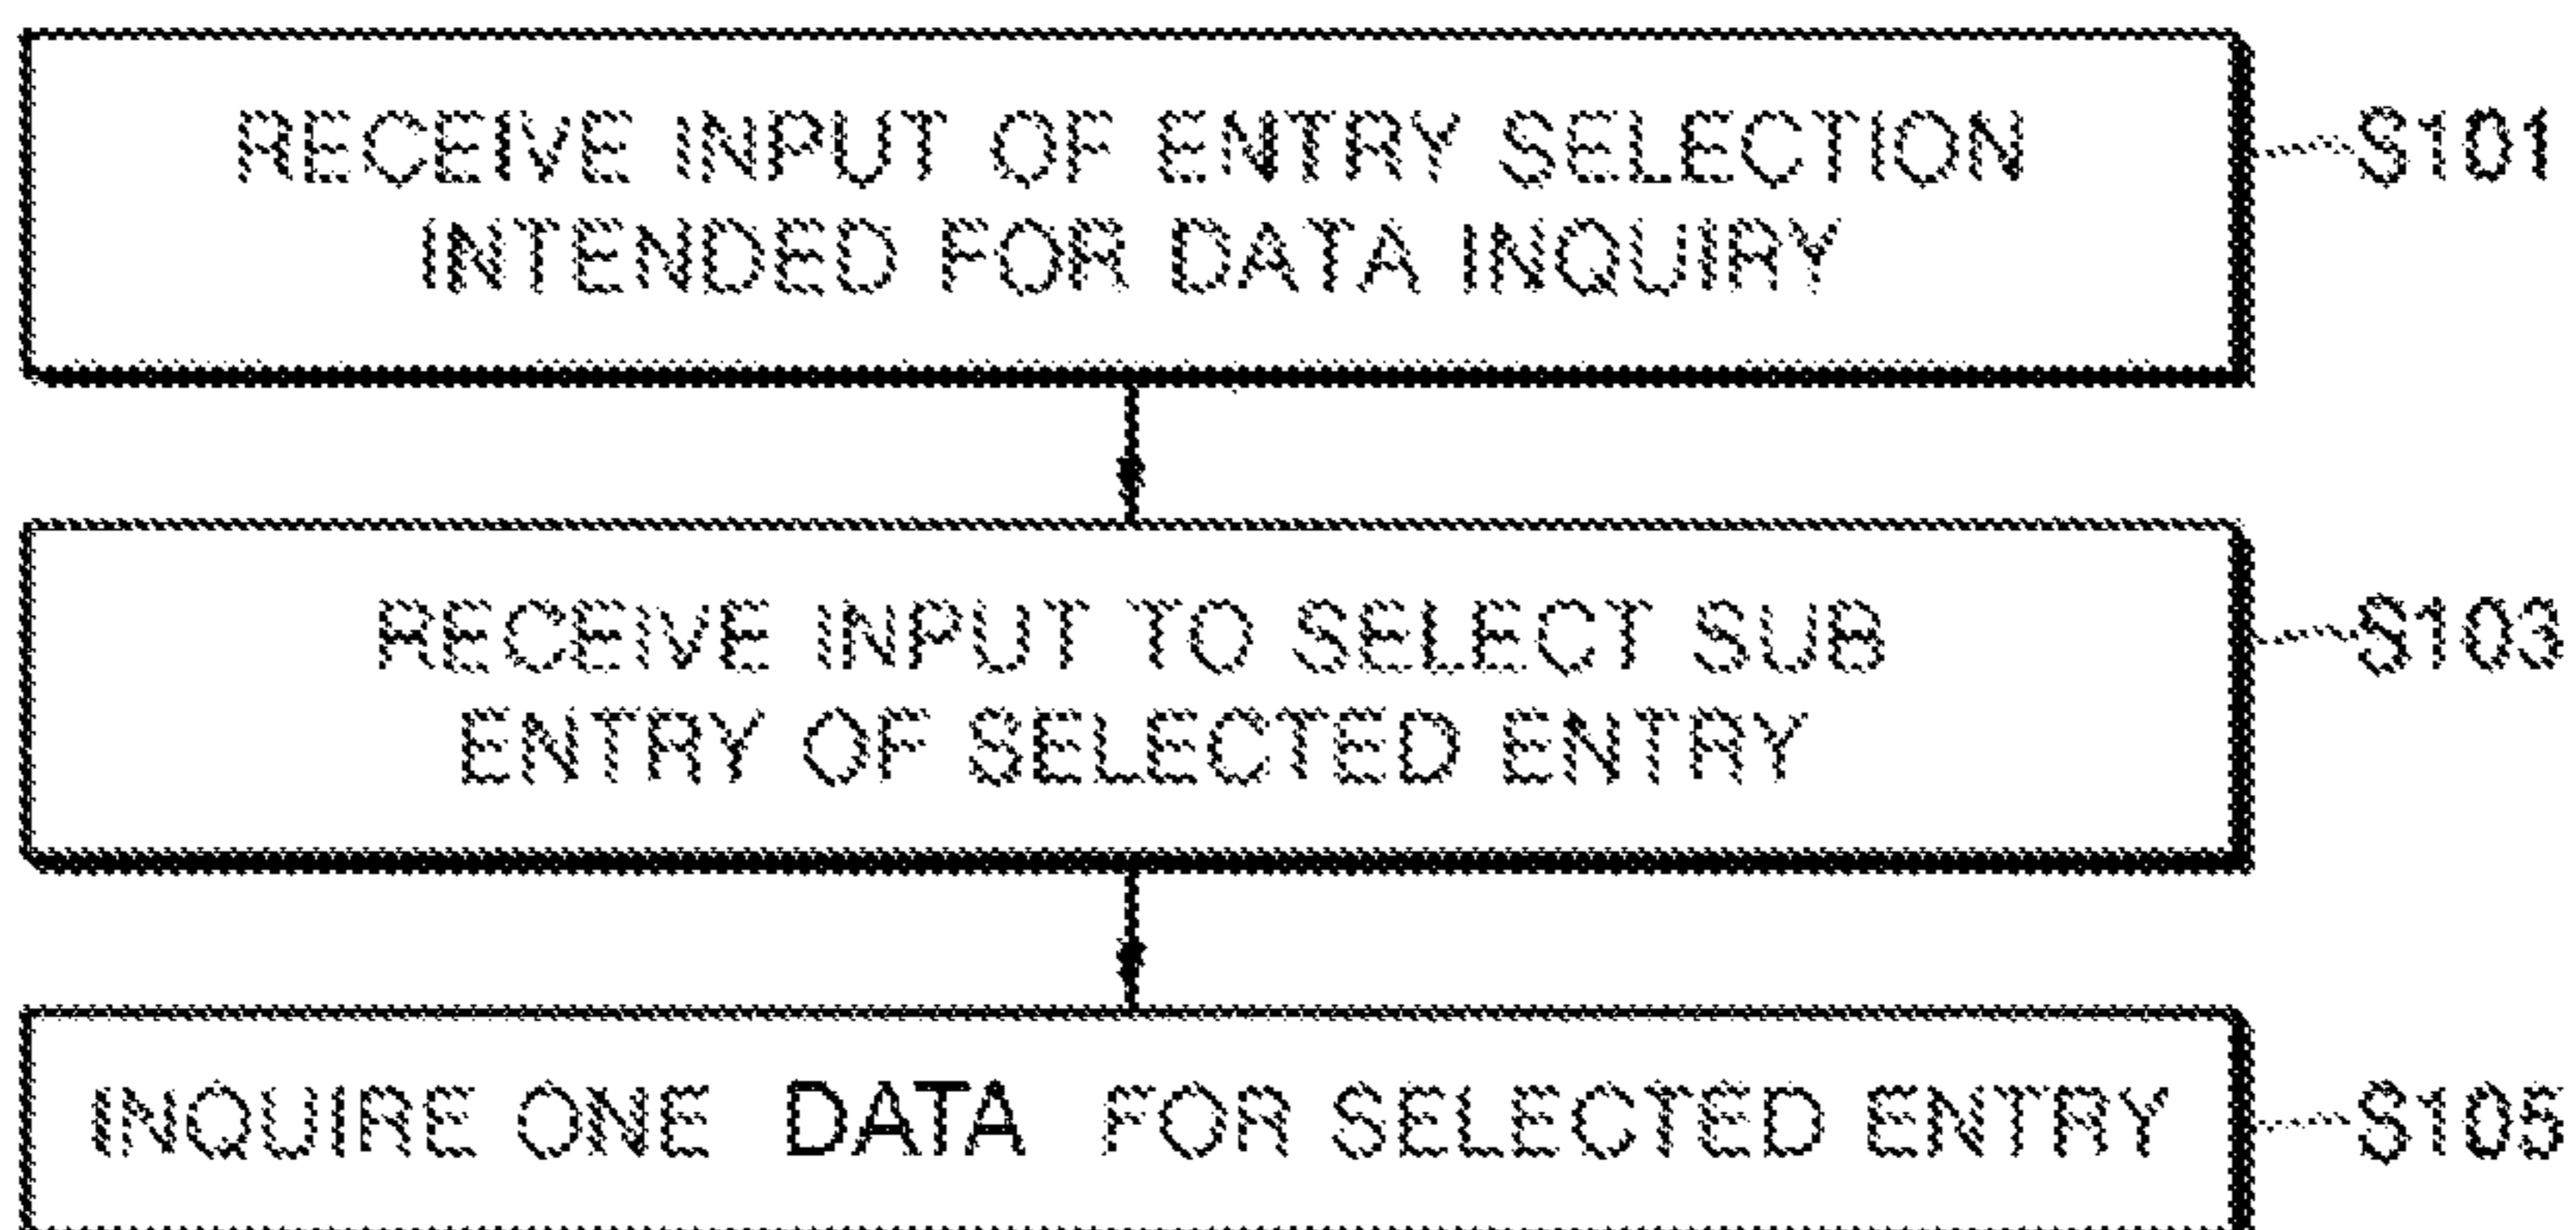 RECEIVE INPUT OF ENTRY SELECTION
INTENDED FOR DATA INQUIRY
S101
RECEIVE INPUT TO SELECT SUB
ENTRY OF SELECTED ENTRY
S103
INQUIRE ONE DATA FOR SELECTED ENTRY
S105